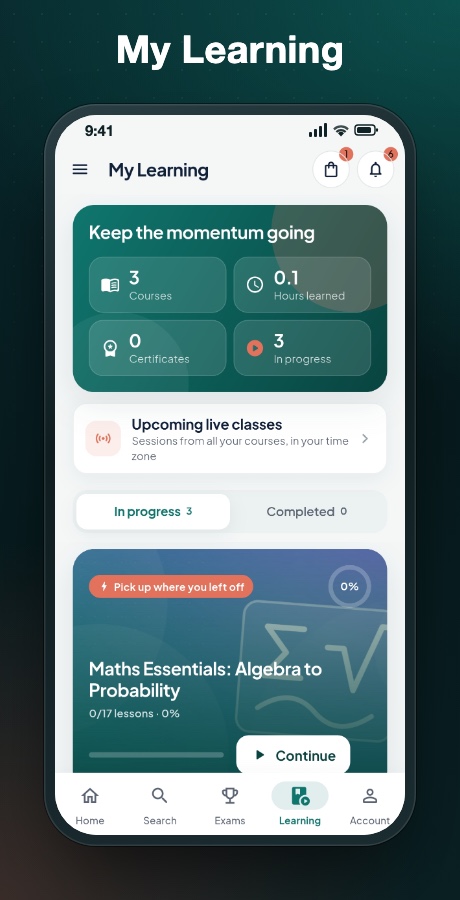 My Learning
9:41
My Learning
1
6
Keep the momentum going
3
Courses
0.1
Hours learned
0
Certificates
3
In progress
Upcoming live classes
Sessions from all your courses, in your time
zone
In progress 3
Completed 0
Pick up where you left off
0%
Σ √
Maths Essentials: Algebra to
Probability
0/17 lessons · 0%
Continue
Home
Search
Exams
Learning
Account